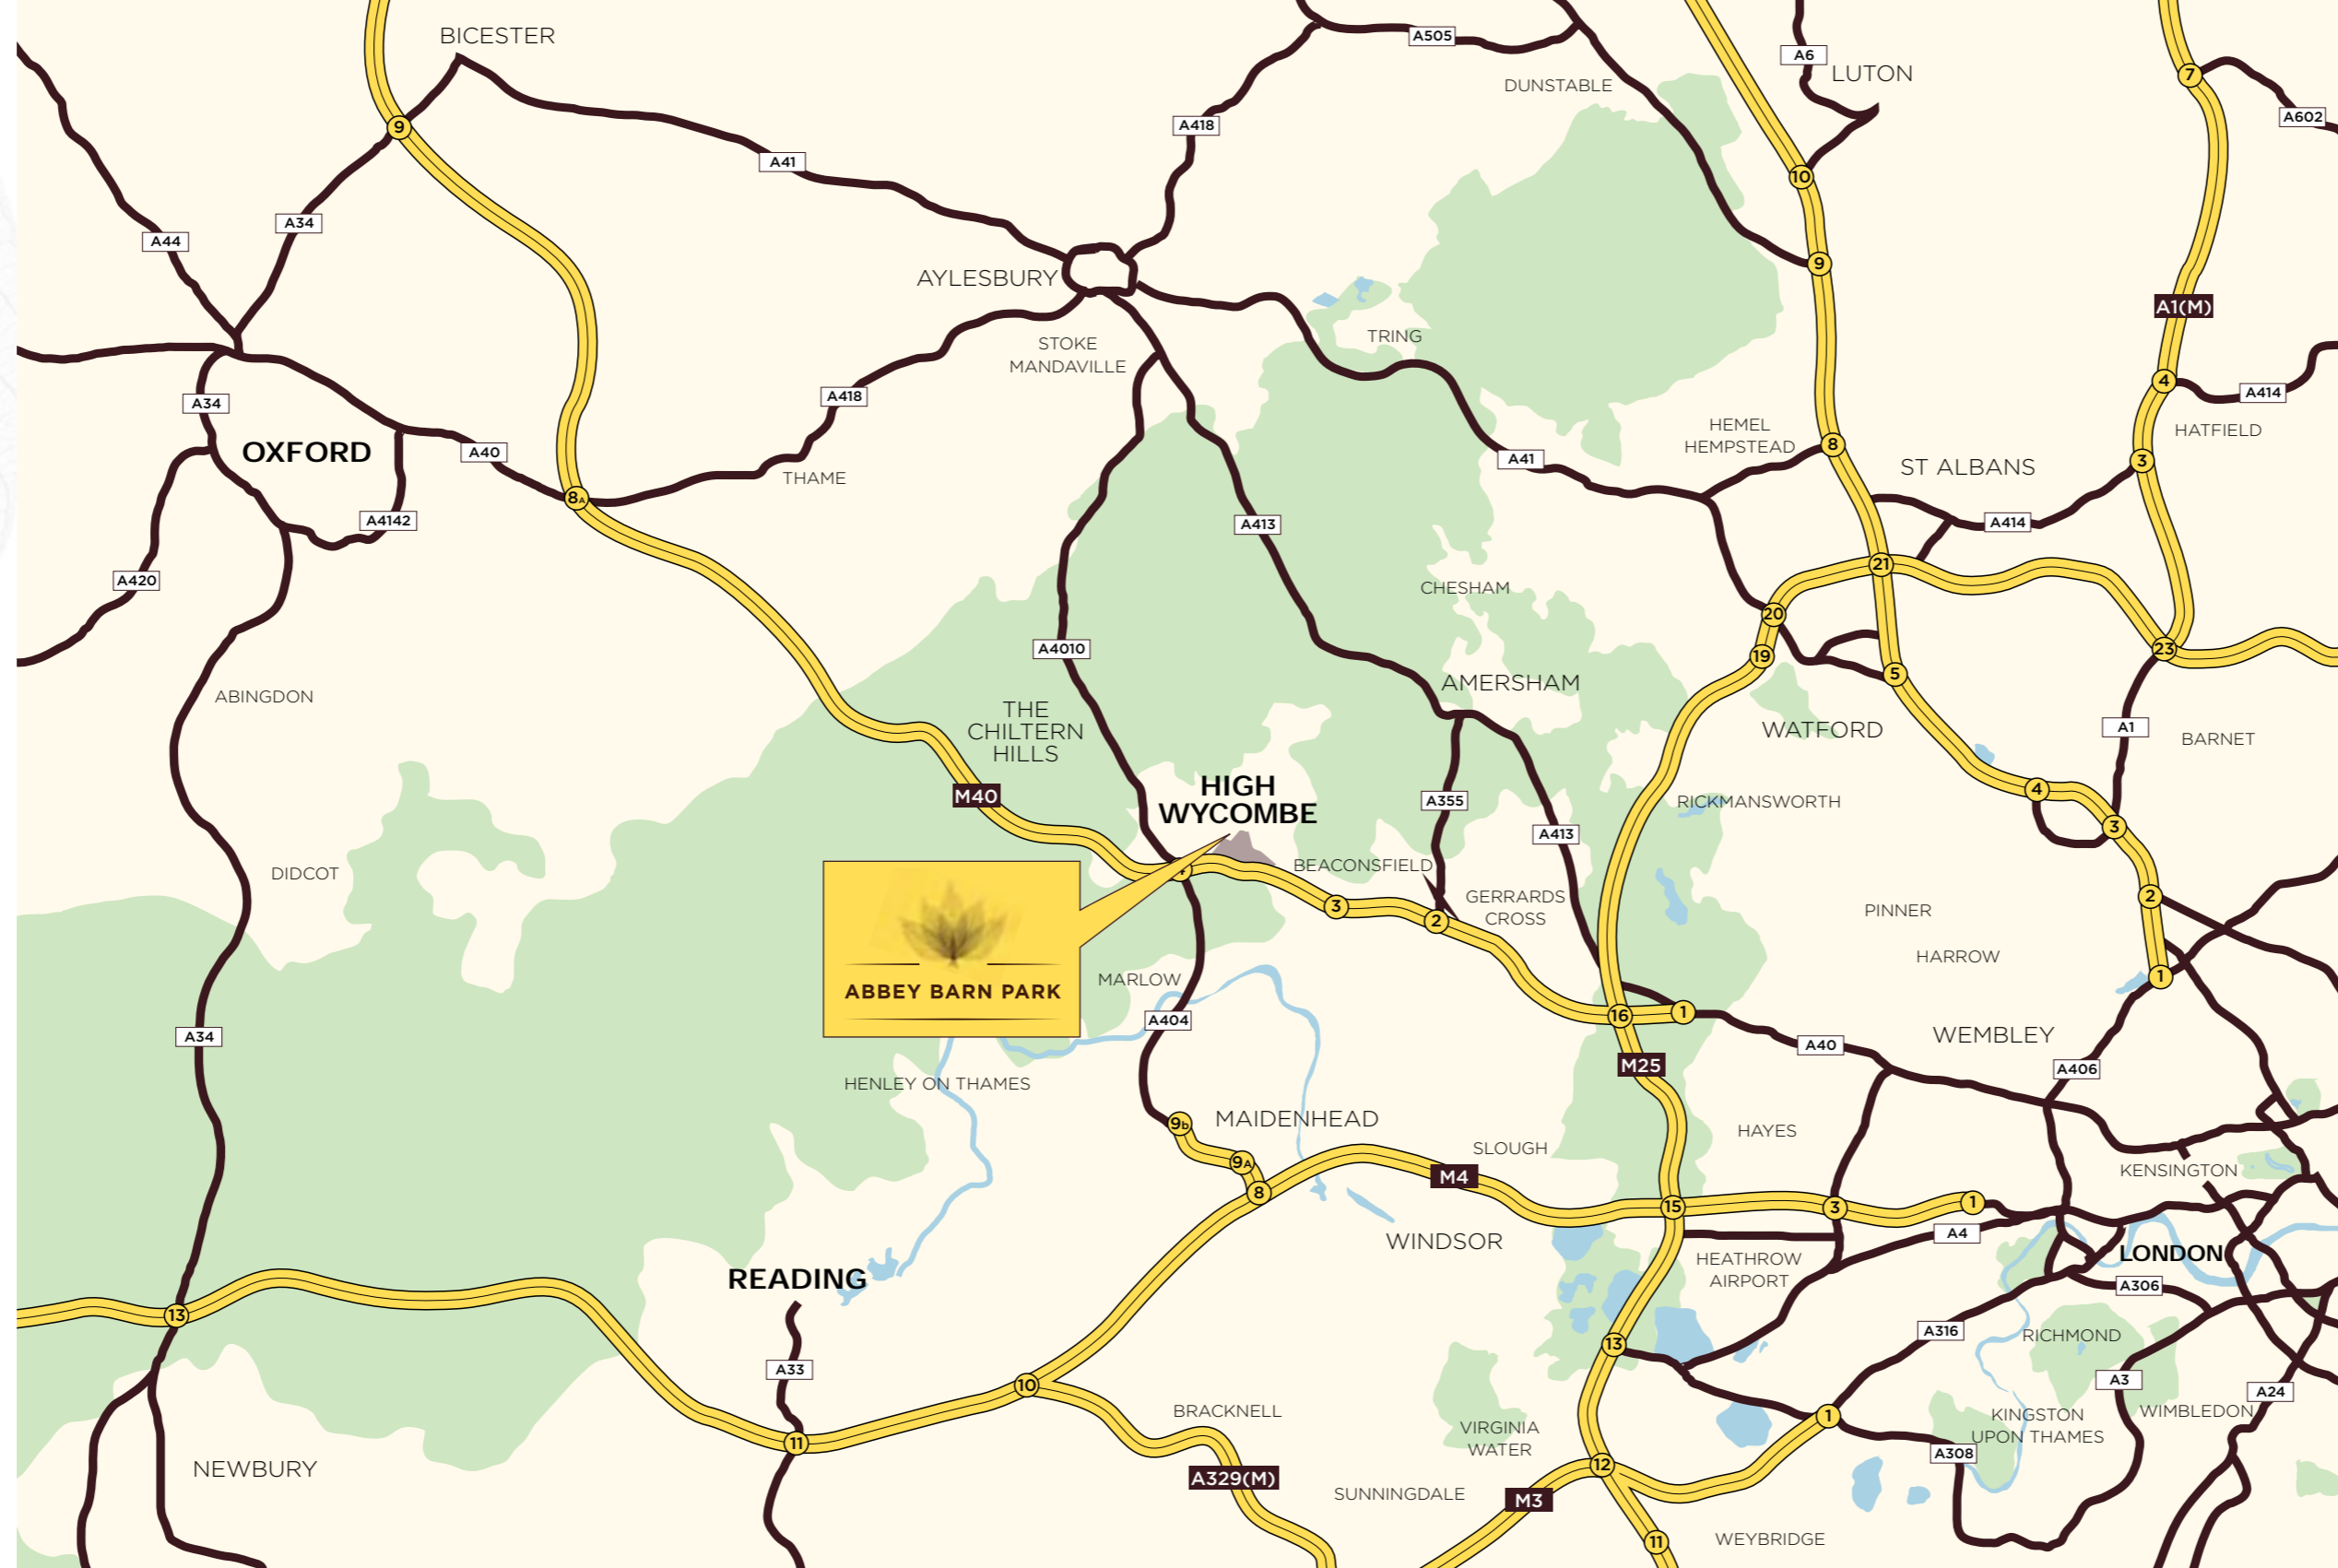 BICESTER
A505
A6
LUTON
7
DUNSTABLE
A602
9
A418
A41
10
A34
A44
9
AYLESBURY
A1(M)
STOKE
MANDAVILLE
TRING
4
A414
A418
A34
HEMEL
HEMPSTEAD
8
HATFIELD
OXFORD
A40
A41
3
ST ALBANS
THAME
8A
A4142
A413
A414
A420
21
CHESHAM
20
A4010
19
23
5
ABINGDON
AMERSHAM
THE
CHILTERN
HILLS
WATFORD
A1
BARNET
M40
HIGH
WYCOMBE
A355
RICKMANSWORTH
4
A413
3
BEACONSFIELD
DIDCOT
4
GERRARDS
CROSS
3
2
2
PINNER
HARROW
ABBEY BARN PARK
MARLOW
1
A404
16
1
A34
WEMBLEY
A40
M25
A406
HENLEY ON THAMES
9b
MAIDENHEAD
HAYES
SLOUGH
9A
KENSINGTON
M4
8
15
3
1
WINDSOR
A4
HEATHROW
AIRPORT
LONDON
READING
A306
13
A316
RICHMOND
13
A33
A3
10
A24
BRACKNELL
1
KINGSTON
UPON THAMES
WIMBLEDON
VIRGINIA
WATER
11
A308
NEWBURY
12
A329(M)
SUNNINGDALE
M3
11
WEYBRIDGE